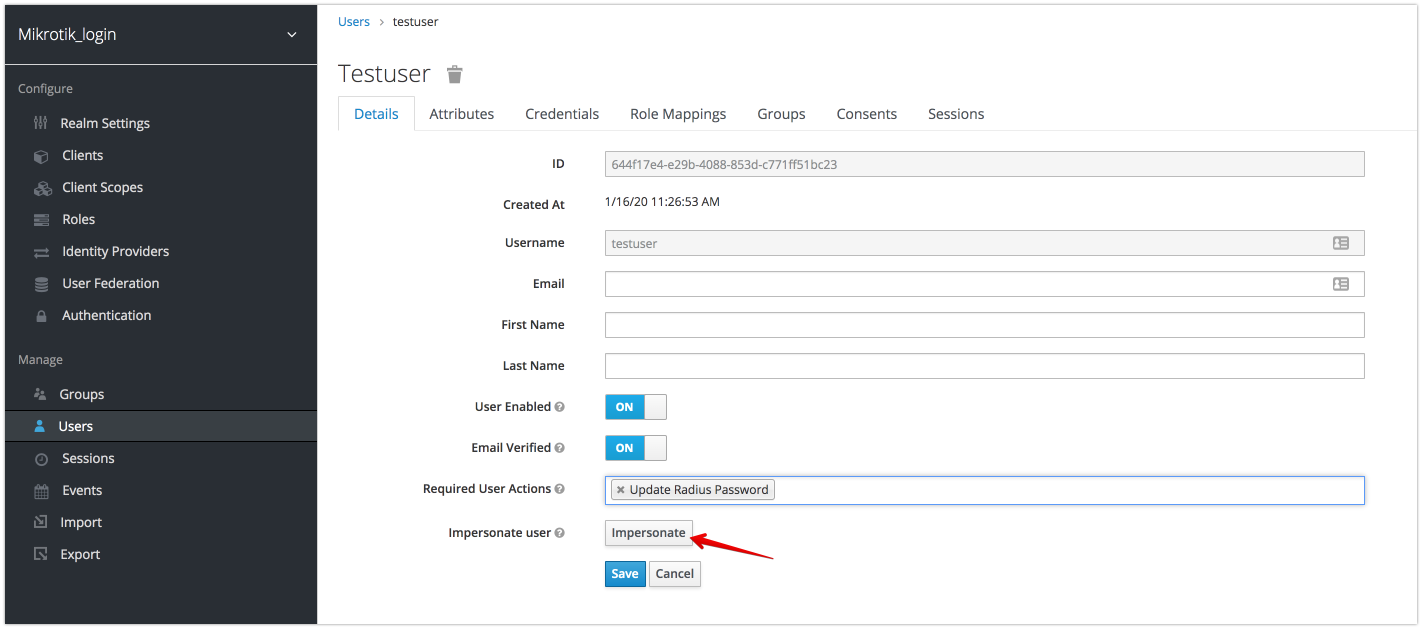 Mikrotik_login
Configure
Realm Settings
Clients
Client Scopes
Roles
Identity Providers
User Federation
Authentication
Manage
Groups
Users
Sessions
Events
Import
Export
Users > testuser
Testuser
Details Attributes Credentials Role Mappings Groups Consents Sessions
ID 644f17e4-e29b-4088-853d-c771ff51bc23
Created At 1/16/20 11:26:53 AM
Username testuser
Email
First Name
Last Name
User Enabled ON
Email Verified ON
Required User Actions × Update Radius Password
Impersonate user Impersonate
Save Cancel